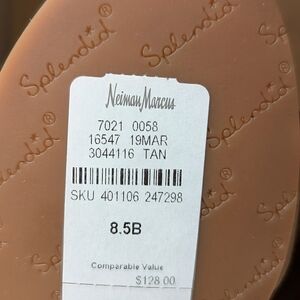 Splendid®
Splendid®
Splendid®
Splendid®
Splendid®
Splendid®
Neiman Marcus
7021 0058
16547 19MAR
3044116 TAN
SKU 401106 247298
8.5B
Comparable Value
$128.00